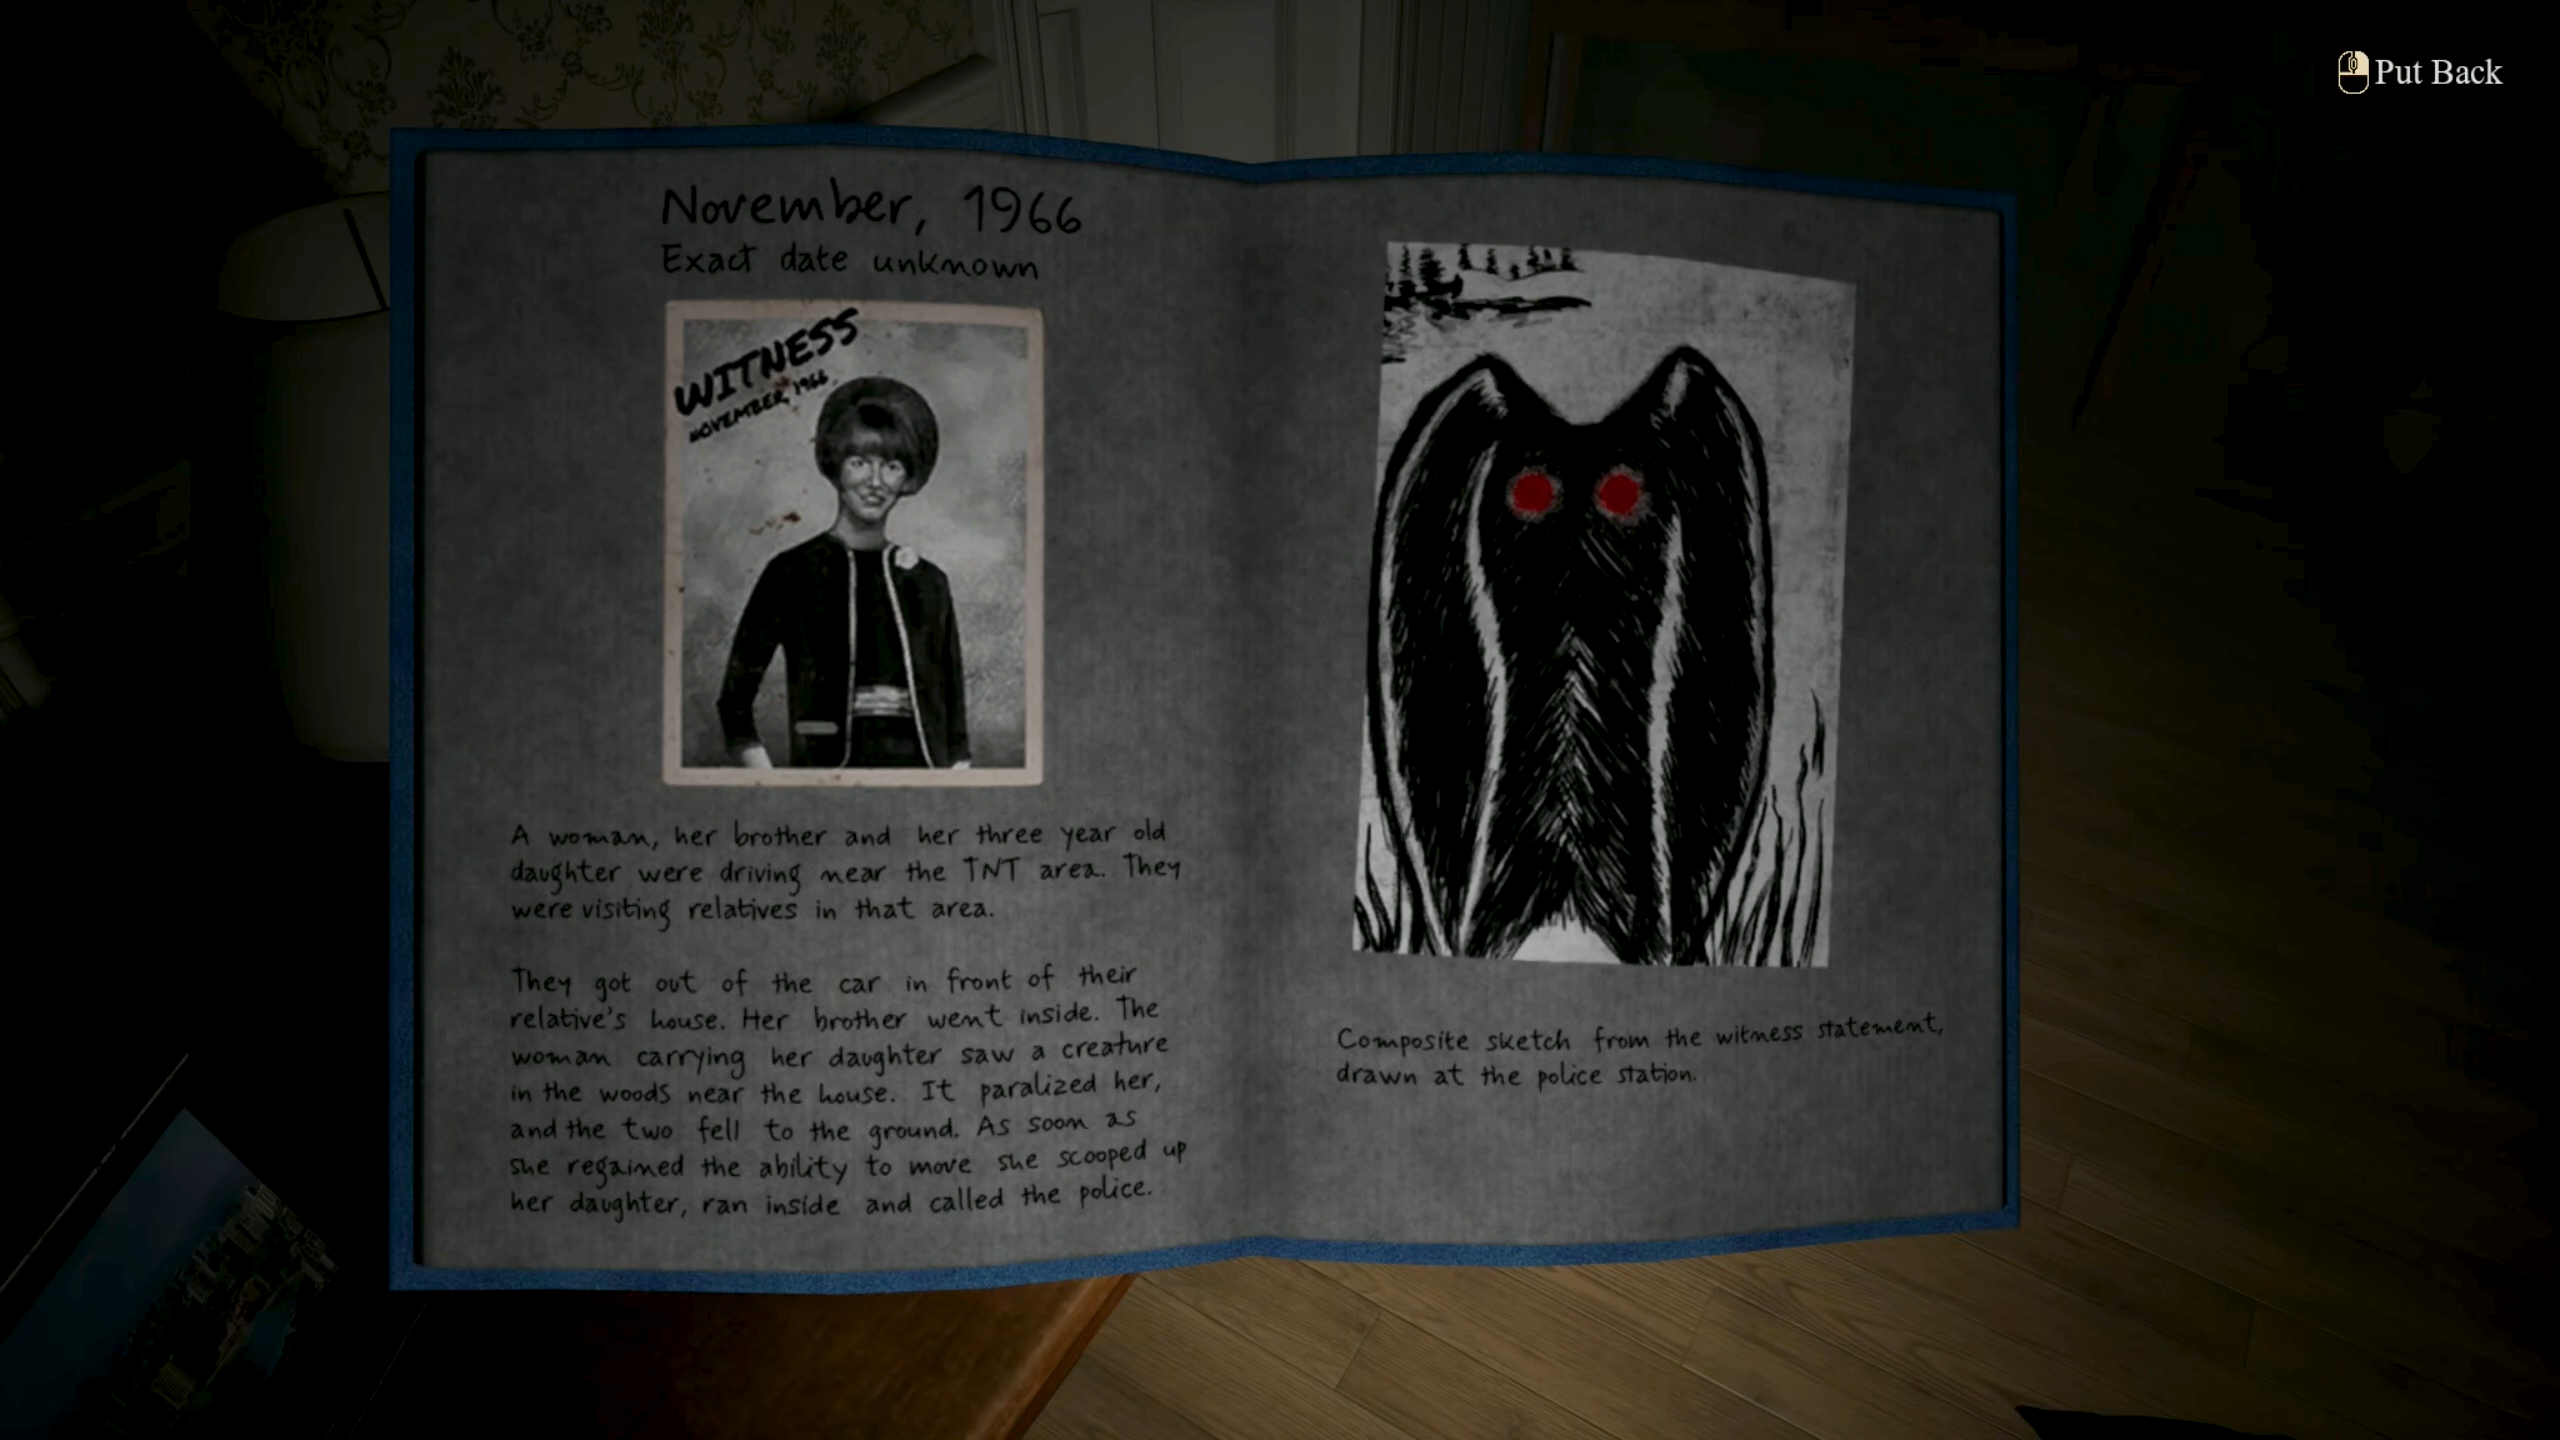 Put Back
November, 1966
Exact date unknown
WITNESS
NOVEMBER, 1966
A woman, her brother and her three year old
daughter were driving near the TNT area. They
were visiting relatives in that area.
They got out of the car in front of their
relative's house. Her brother went inside. The
woman carrying her daughter saw a creature
in the woods near the house. It paralized her,
and the two fell to the ground. As soon as
she regained the ability to move she scooped up
her daughter, ran inside and called the police.
Composite sketch from the witness statement,
drawn at the police station.